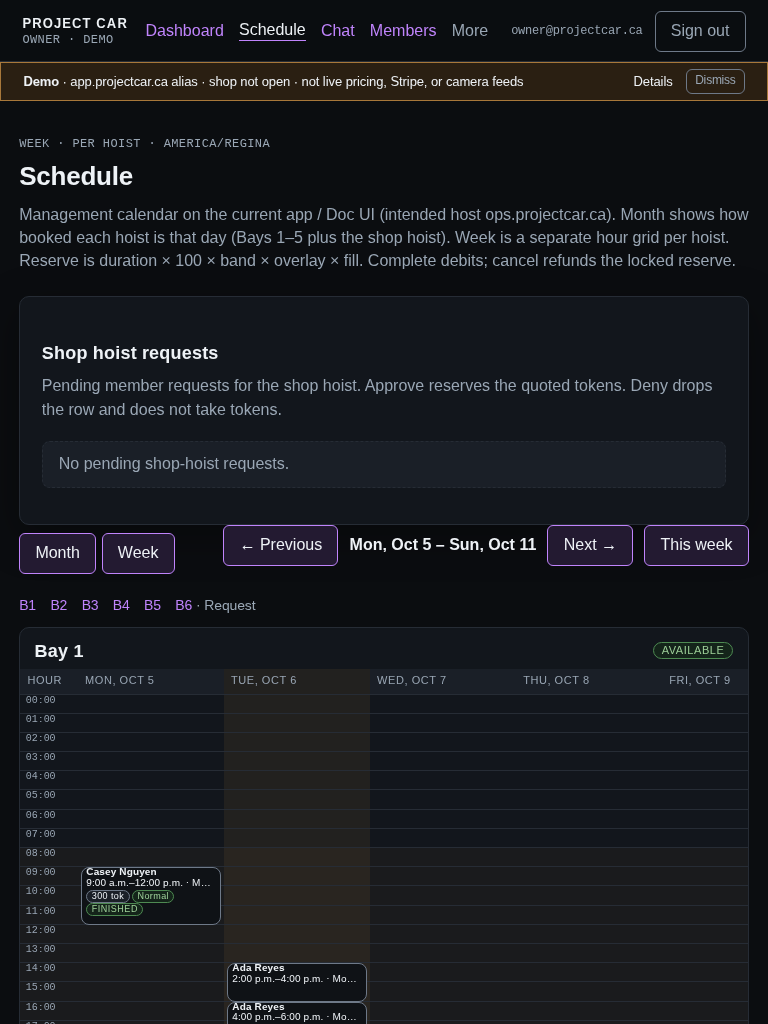 PROJECT CAR
OWNER · DEMO
Dashboard Schedule Chat Members More owner@projectcar.ca Sign out
Demo · app.projectcar.ca alias · shop not open · not live pricing, Stripe, or camera feeds Details Dismiss
WEEK · PER HOIST · AMERICA/REGINA
Schedule
Management calendar on the current app / Doc UI (intended host ops.projectcar.ca). Month shows how
booked each hoist is that day (Bays 1–5 plus the shop hoist). Week is a separate hour grid per hoist.
Reserve is duration × 100 × band × overlay × fill. Complete debits; cancel refunds the locked reserve.
Shop hoist requests
Pending member requests for the shop hoist. Approve reserves the quoted tokens. Deny drops
the row and does not take tokens.
No pending shop-hoist requests.
Month Week ← Previous Mon, Oct 5 – Sun, Oct 11 Next → This week
B1 B2 B3 B4 B5 B6 · Request
Bay 1 AVAILABLE
HOUR MON, OCT 5 TUE, OCT 6 WED, OCT 7 THU, OCT 8 FRI, OCT 9
00:00
01:00
02:00
03:00
04:00
05:00
06:00
07:00
08:00
09:00 Casey Nguyen
9:00 a.m.–12:00 p.m. · M…
10:00 300 tok Normal
11:00 FINISHED
12:00
13:00
14:00 Ada Reyes
2:00 p.m.–4:00 p.m. · Mo…
15:00
16:00 Ada Reyes
4:00 p.m.–6:00 p.m. · Mo…